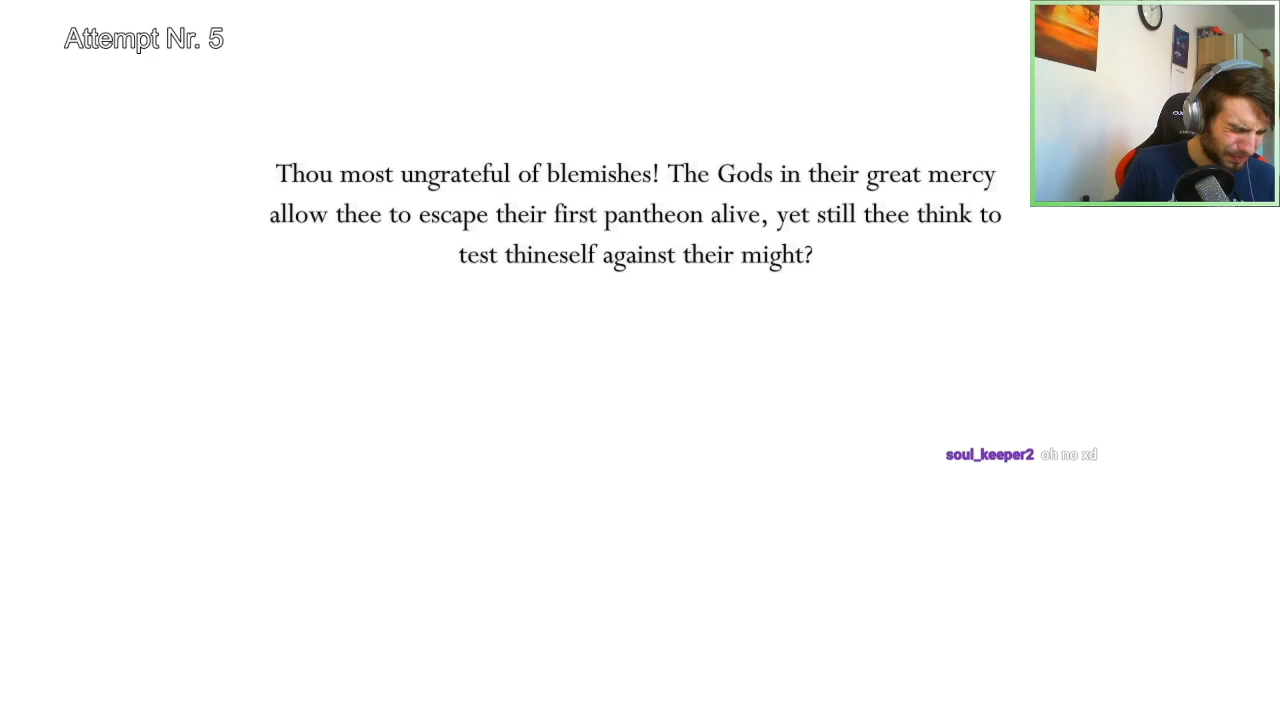 Attempt Nr. 5
Thou most ungrateful of blemishes! The Gods in their great mercy
allow thee to escape their first pantheon alive, yet still thee think to
test thineself against their might?
soul_keeper2 oh no xd